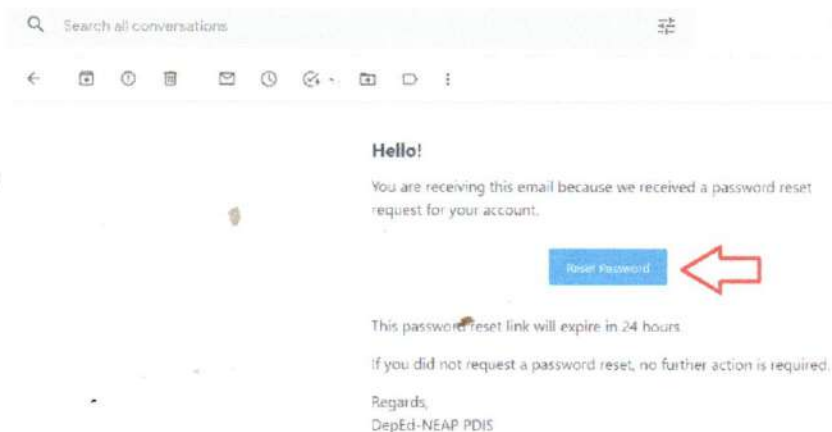 Search all conversations
Hello!
You are receiving this email because we received a password reset
request for your account.
Reset Password
This password reset link will expire in 24 hours.
If you did not request a password reset, no further action is required.
Regards,
DepEd-NEAP PDIS